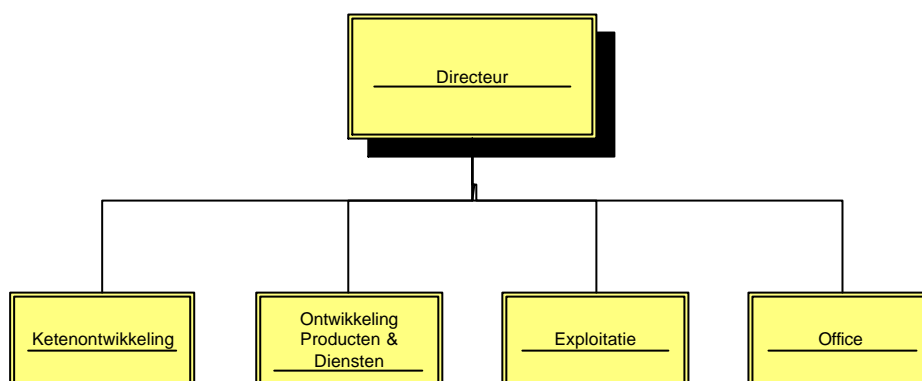 Directeur
Ketenontwikkeling
Ontwikkeling
Producten &
Diensten
Exploitatie
Office